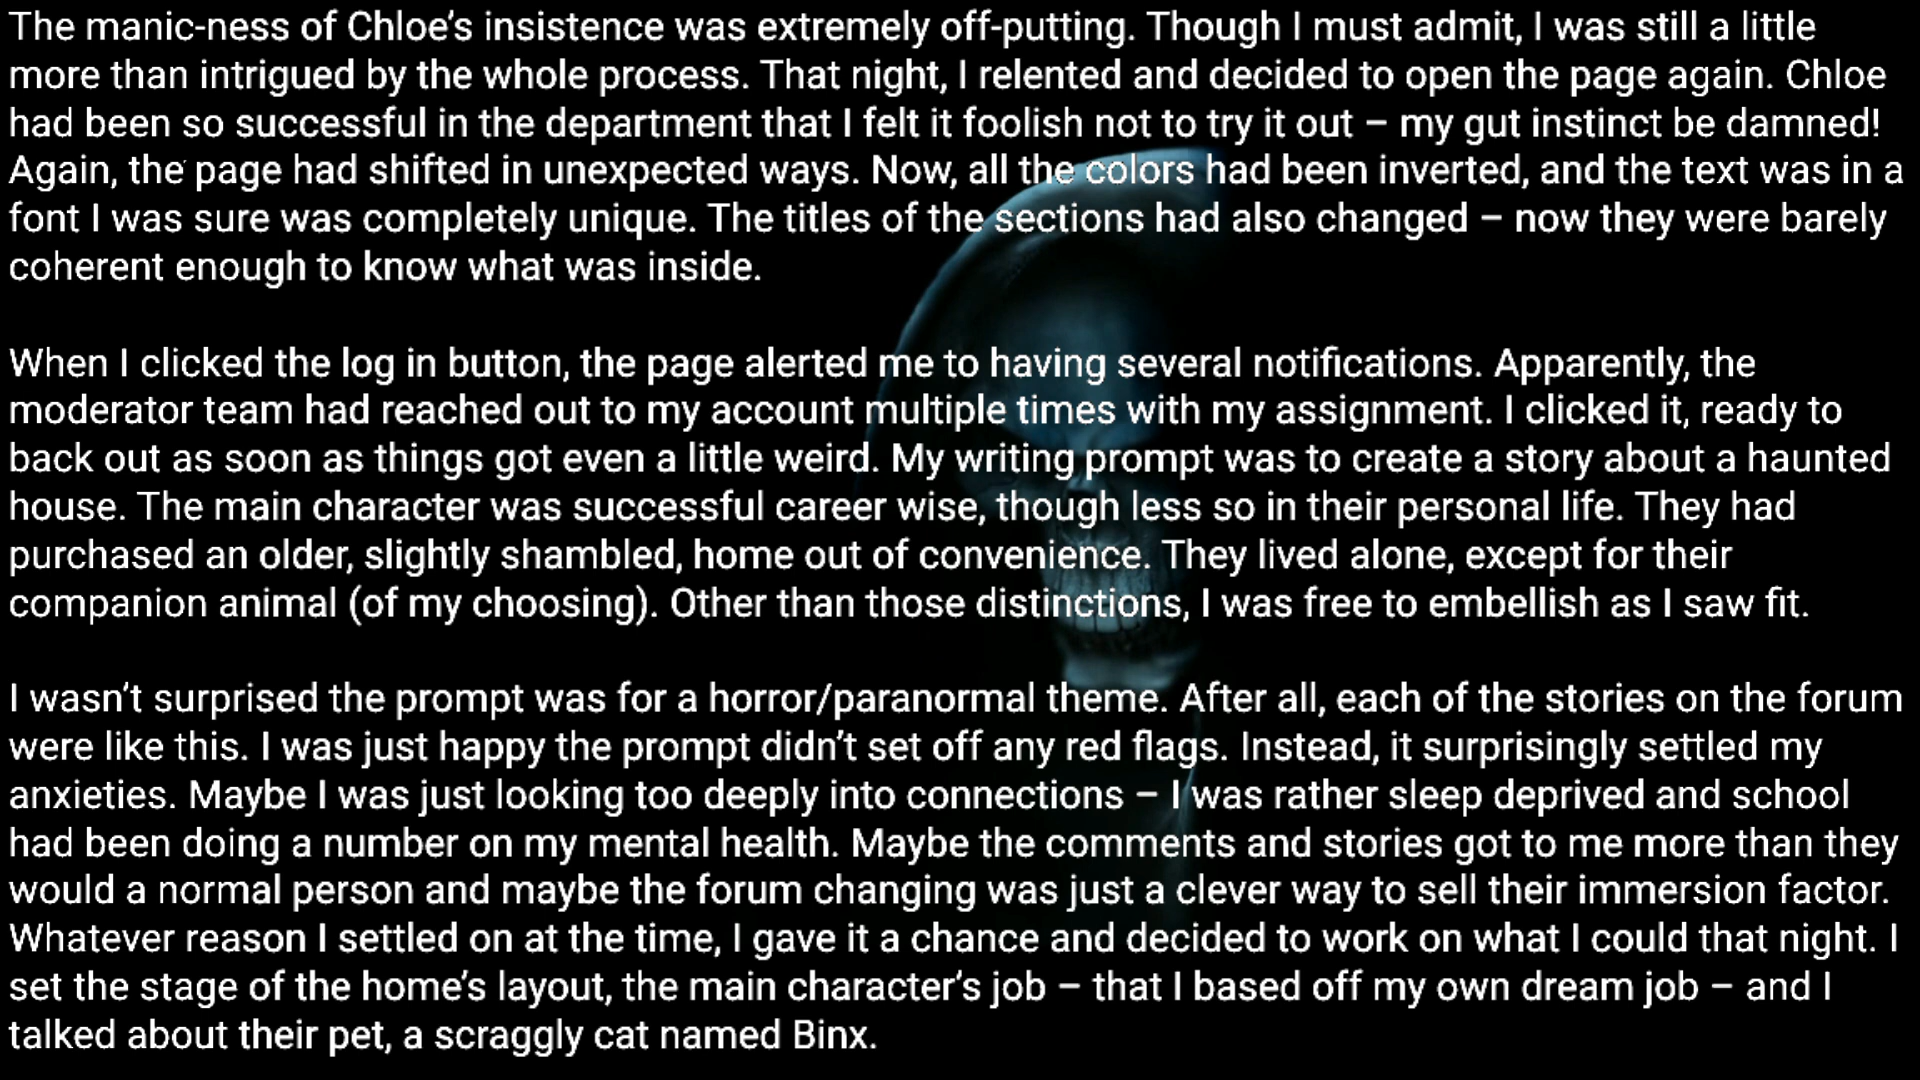 The manic-ness of Chloe’s insistence was extremely off-putting. Though I must admit, I was still a little
more than intrigued by the whole process. That night, I relented and decided to open the page again. Chloe
had been so successful in the department that I felt it foolish not to try it out – my gut instinct be damned!
Again, the page had shifted in unexpected ways. Now, all the colors had been inverted, and the text was in a
font I was sure was completely unique. The titles of the sections had also changed – now they were barely
coherent enough to know what was inside.
When I clicked the log in button, the page alerted me to having several notifications. Apparently, the
moderator team had reached out to my account multiple times with my assignment. I clicked it, ready to
back out as soon as things got even a little weird. My writing prompt was to create a story about a haunted
house. The main character was successful career wise, though less so in their personal life. They had
purchased an older, slightly shambled, home out of convenience. They lived alone, except for their
companion animal (of my choosing). Other than those distinctions, I was free to embellish as I saw fit.
I wasn’t surprised the prompt was for a horror/paranormal theme. After all, each of the stories on the forum
were like this. I was just happy the prompt didn’t set off any red flags. Instead, it surprisingly settled my
anxieties. Maybe I was just looking too deeply into connections – I was rather sleep deprived and school
had been doing a number on my mental health. Maybe the comments and stories got to me more than they
would a normal person and maybe the forum changing was just a clever way to sell their immersion factor.
Whatever reason I settled on at the time, I gave it a chance and decided to work on what I could that night. I
set the stage of the home’s layout, the main character’s job – that I based off my own dream job – and I
talked about their pet, a scraggly cat named Binx.